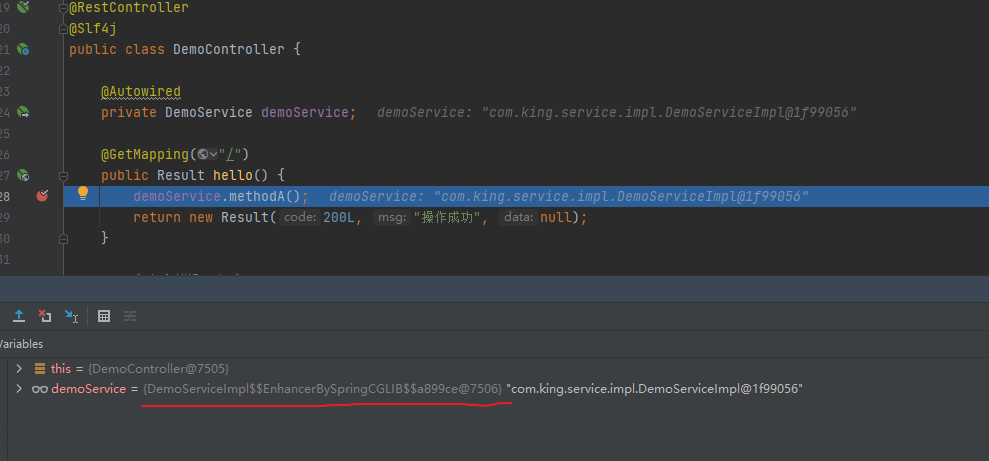 19 @RestController
20 @Slf4j
21 public class DemoController {
22
23 @Autowired
24 private DemoService demoService; demoService: "com.king.service.impl.DemoServiceImpl@1f99056"
25
26 @GetMapping("/")
27 public Result hello() {
28 demoService.methodA(); demoService: "com.king.service.impl.DemoServiceImpl@1f99056"
29 return new Result( code: 200L, msg: "操作成功", data: null);
30 }
31
Variables
this = {DemoController@7505}
demoService = {DemoServiceImpl$$EnhancerBySpringCGLIB$$a899ce@7506} "com.king.service.impl.DemoServiceImpl@1f99056"